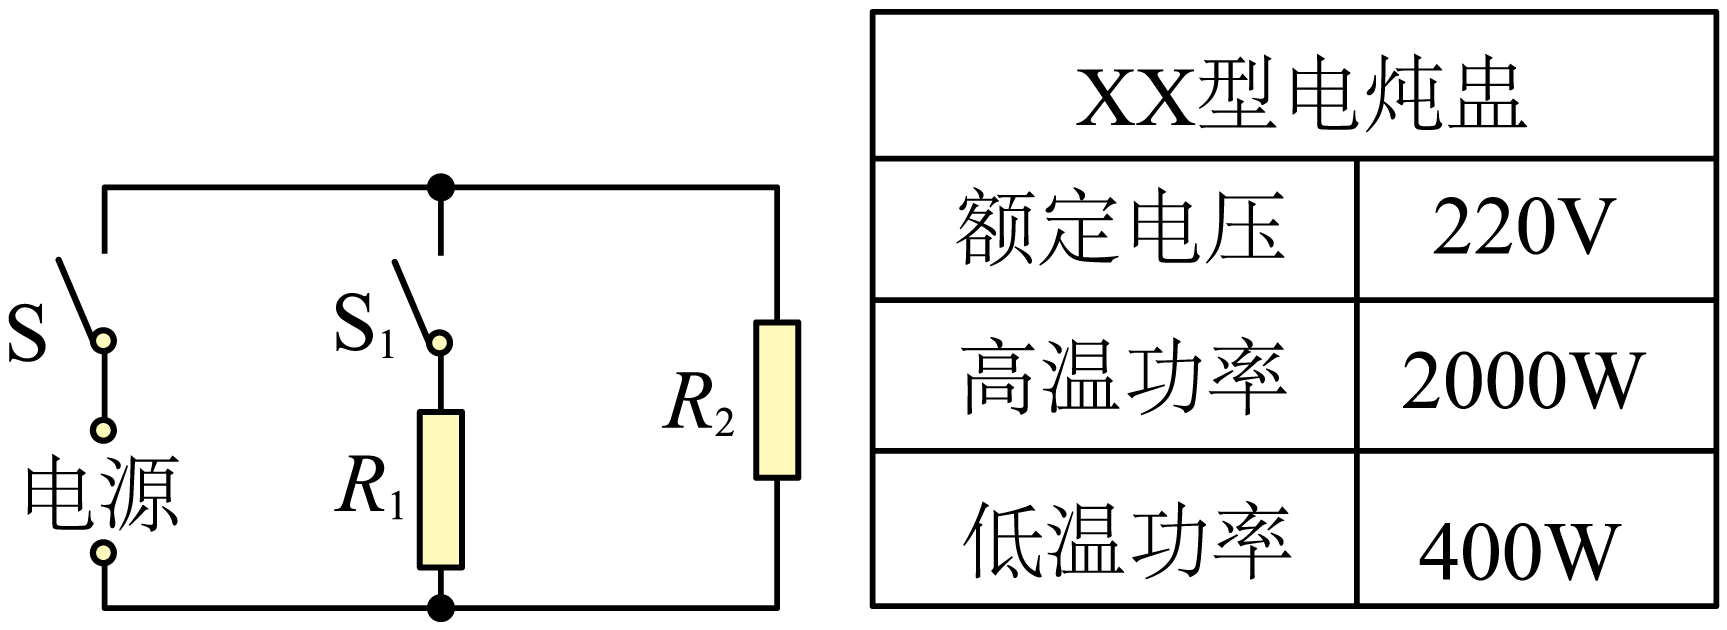 S
S₁
R₁
R₂
电源
XX型电炖盅
额定电压 220V
高温功率 2000W
低温功率 400W